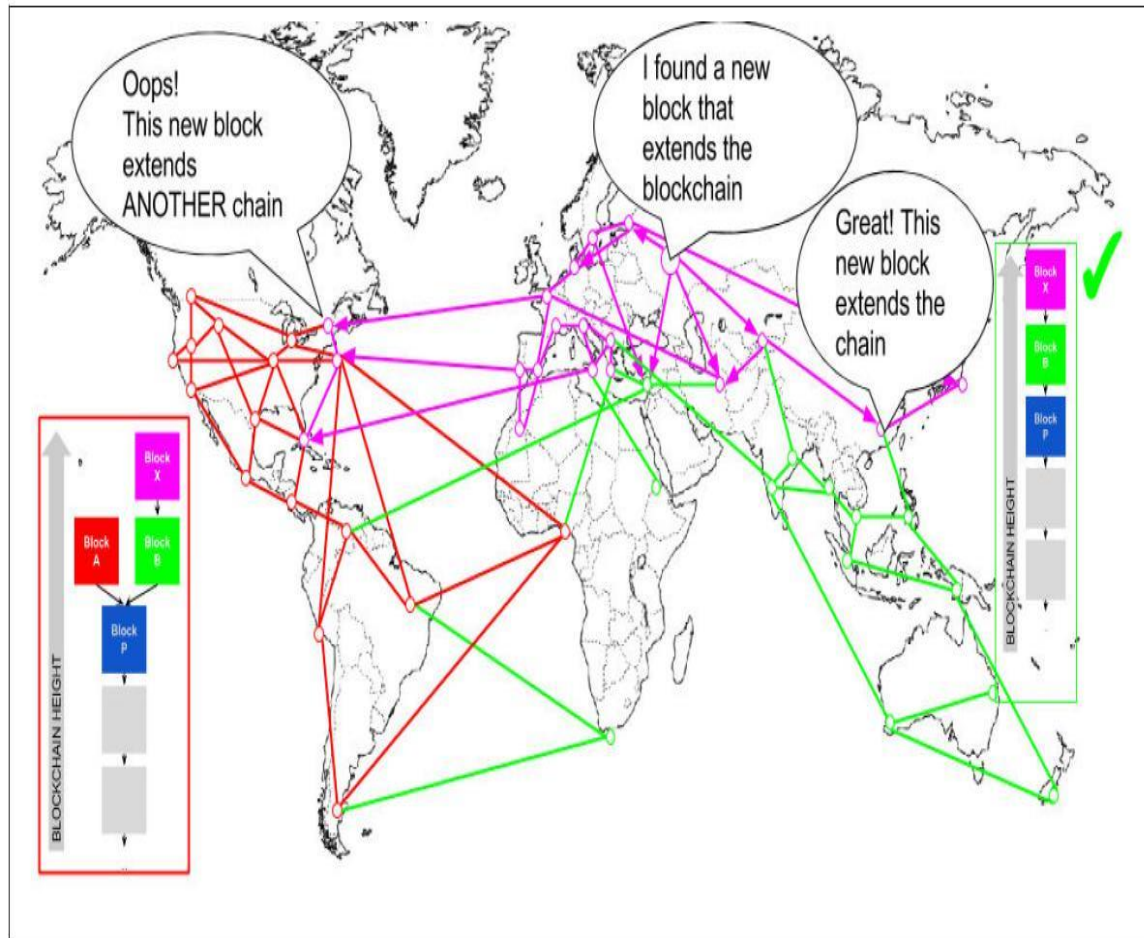 Oops!
This new block
extends
ANOTHER chain
I found a new
block that
extends the
blockchain
Great! This
new block
extends the
chain
BLOCKCHAIN HEIGHT
Block
X
Block
A
Block
B
Block
P
...
BLOCKCHAIN HEIGHT
Block
X
Block
B
Block
P